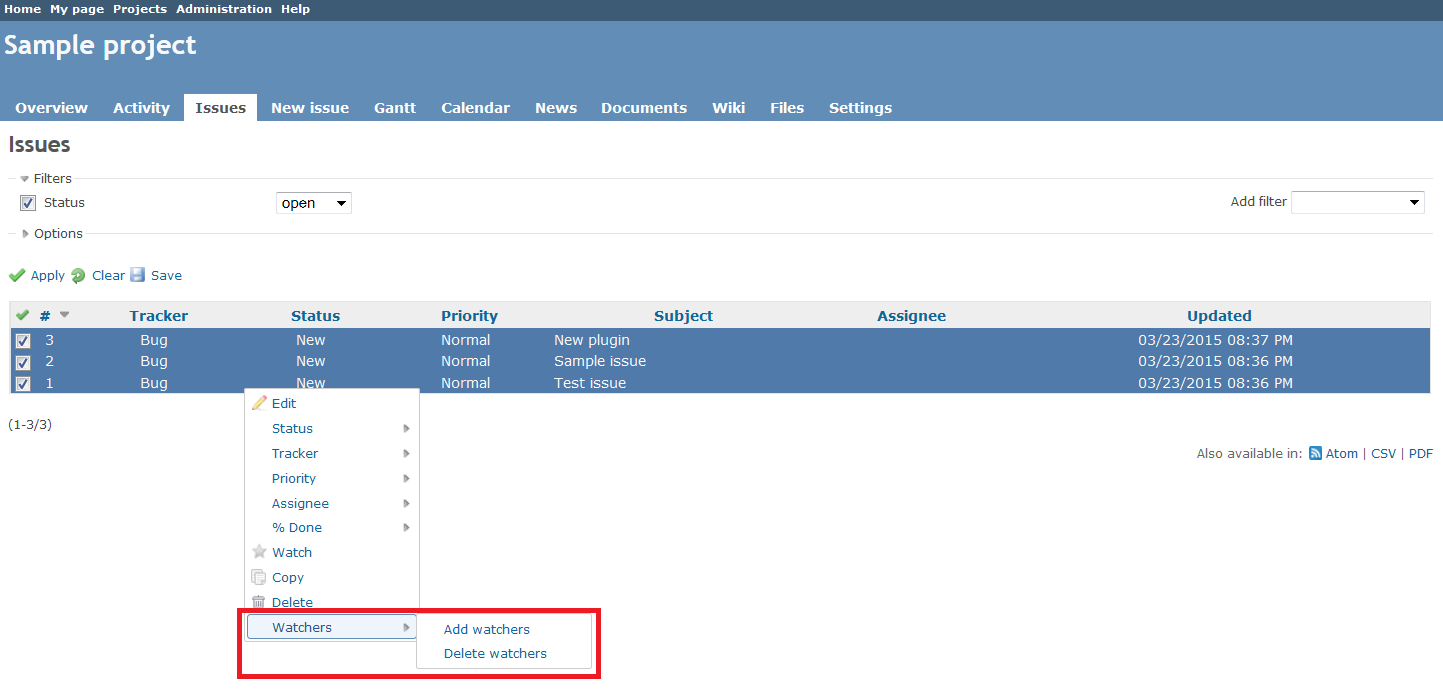 Home My page Projects Administration Help
Sample project
Overview Activity Issues New issue Gantt Calendar News Documents Wiki Files Settings
Issues
Filters
Status open Add filter
Options
Apply Clear Save
# Tracker Status Priority Subject Assignee Updated
3 Bug New Normal New plugin 03/23/2015 08:37 PM
2 Bug New Normal Sample issue 03/23/2015 08:36 PM
1 Bug New Normal Test issue 03/23/2015 08:36 PM
Edit
(1-3/3)
Status
Also available in: Atom | CSV | PDF
Tracker
Priority
Assignee
% Done
Watch
Copy
Delete
Watchers
Add watchers
Delete watchers